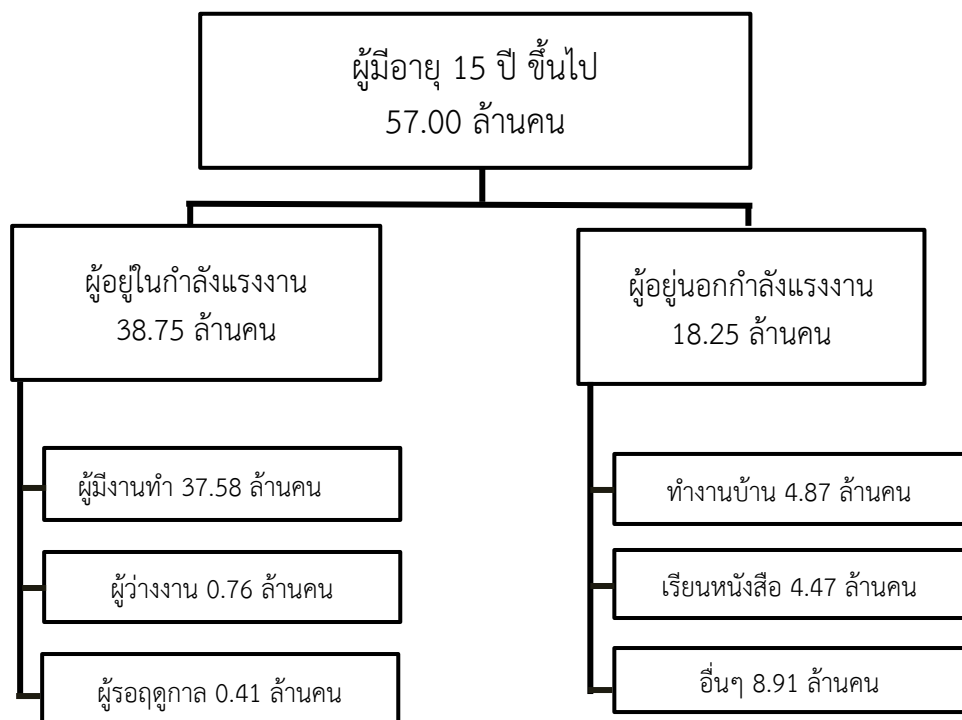 ผู้มีอายุ 15 ปี ขึ้นไป
57.00 ล้านคน
ผู้อยู่ในกำลังแรงงาน
38.75 ล้านคน
ผู้มีงานทำ 37.58 ล้านคน
ผู้ว่างงาน 0.76 ล้านคน
ผู้รอฤดูกาล 0.41 ล้านคน
ผู้อยู่นอกกำลังแรงงาน
18.25 ล้านคน
ทำงานบ้าน 4.87 ล้านคน
เรียนหนังสือ 4.47 ล้านคน
อื่นๆ 8.91 ล้านคน